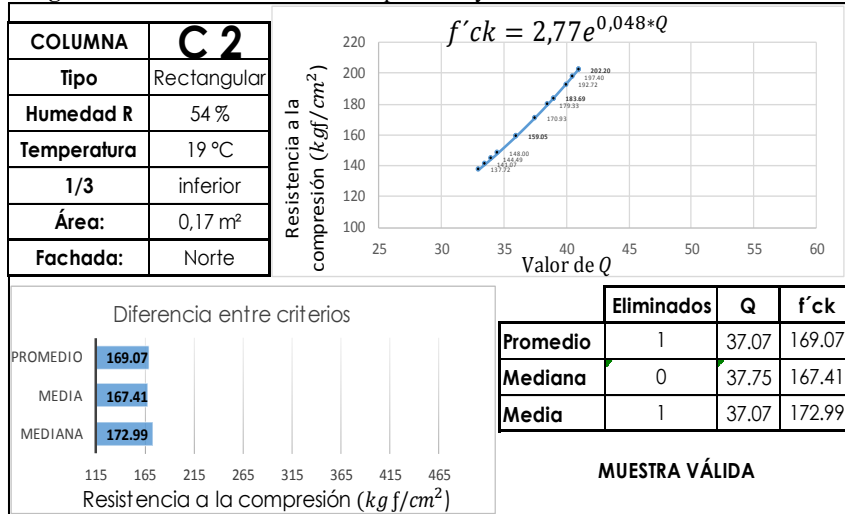 COLUMNA C 2
Tipo Rectangular
Humedad R 54 %
Temperatura 19 °C
1/3 inferior
Área: 0,17 m²
Fachada: Norte
f´ck = 2,77e^0,048*Q
Resistencia a la
compresión (kgf/cm²)
220
200
180
160
140
120
100
202.20
197.40
192.72
183.69
179.33
170.93
159.05
148.00
144.49
141.07
137.72
25 30 35 40 45 50 55 60
Valor de Q
Diferencia entre criterios
PROMEDIO 169.07
MEDIA 167.41
MEDIANA 172.99
115 165 215 265 315 365 415 465
Resistencia a la compresión (kg f/cm²)
Eliminados Q f´ck
Promedio 1 37.07 169.07
Mediana 0 37.75 167.41
Media 1 37.07 172.99
MUESTRA VÁLIDA